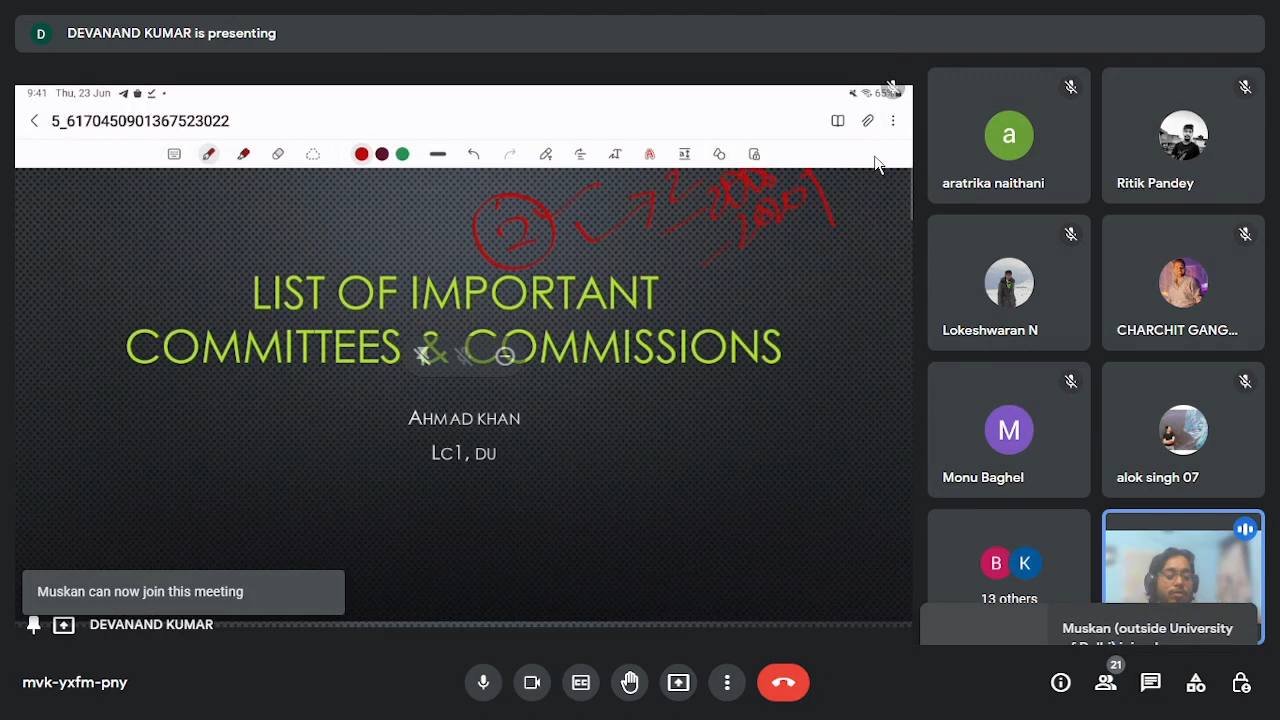 D DEVANAND KUMAR is presenting
9:41 Thu, 23 Jun
65%
5_6170450901367523022
2
LIST OF IMPORTANT
COMMITTEES & COMMISSIONS
AHMAD KHAN
LC1, DU
Muskan can now join this meeting
DEVANAND KUMAR
a
aratrika naithani
Ritik Pandey
Lokeshwaran N
CHARCHIT GANG...
M
Monu Baghel
alok singh 07
B K
13 others
Muskan (outside University
mvk-yxfm-pny
21